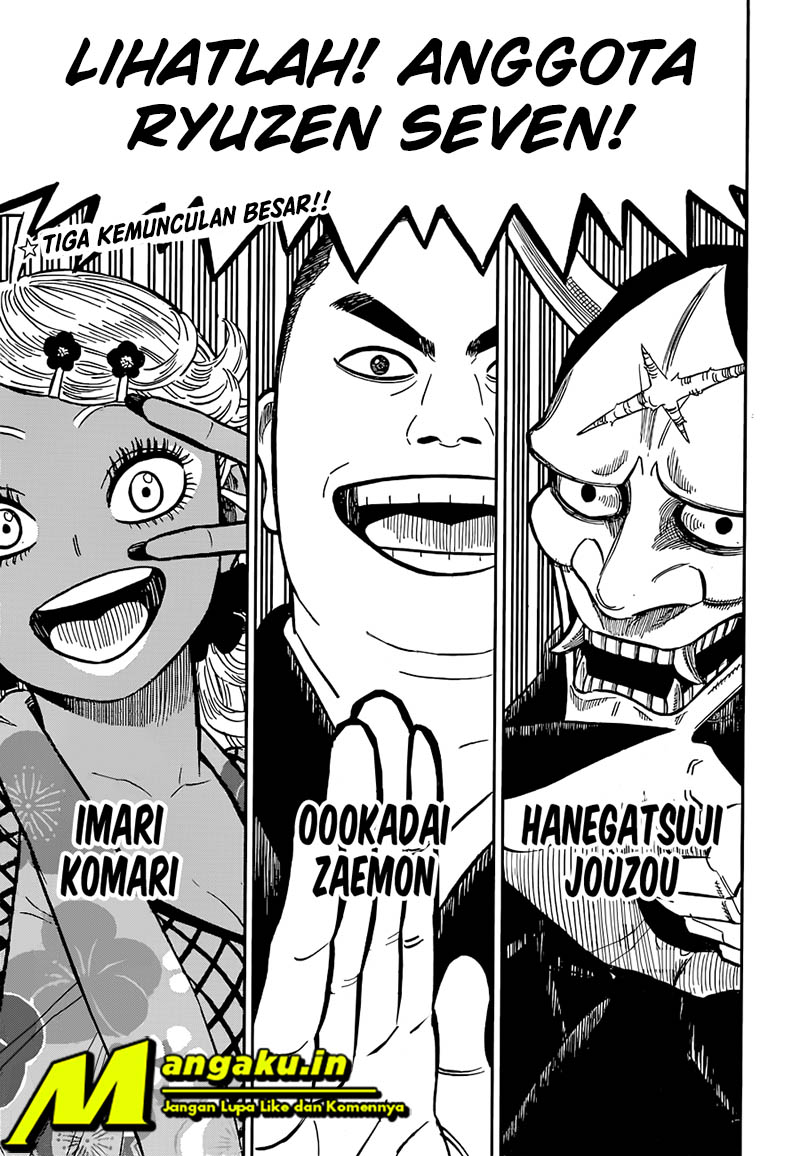 LIHATLAH! ANGGOTA
RYUZEN SEVEN!
☆TIGA KEMUNCULAN BESAR!!
IMARI
KOMARI
OOOKADAI
ZAEMON
HANEGATSUJI
JOUZOU
Mangaku.in
Jangan Lupa Like dan Komennya